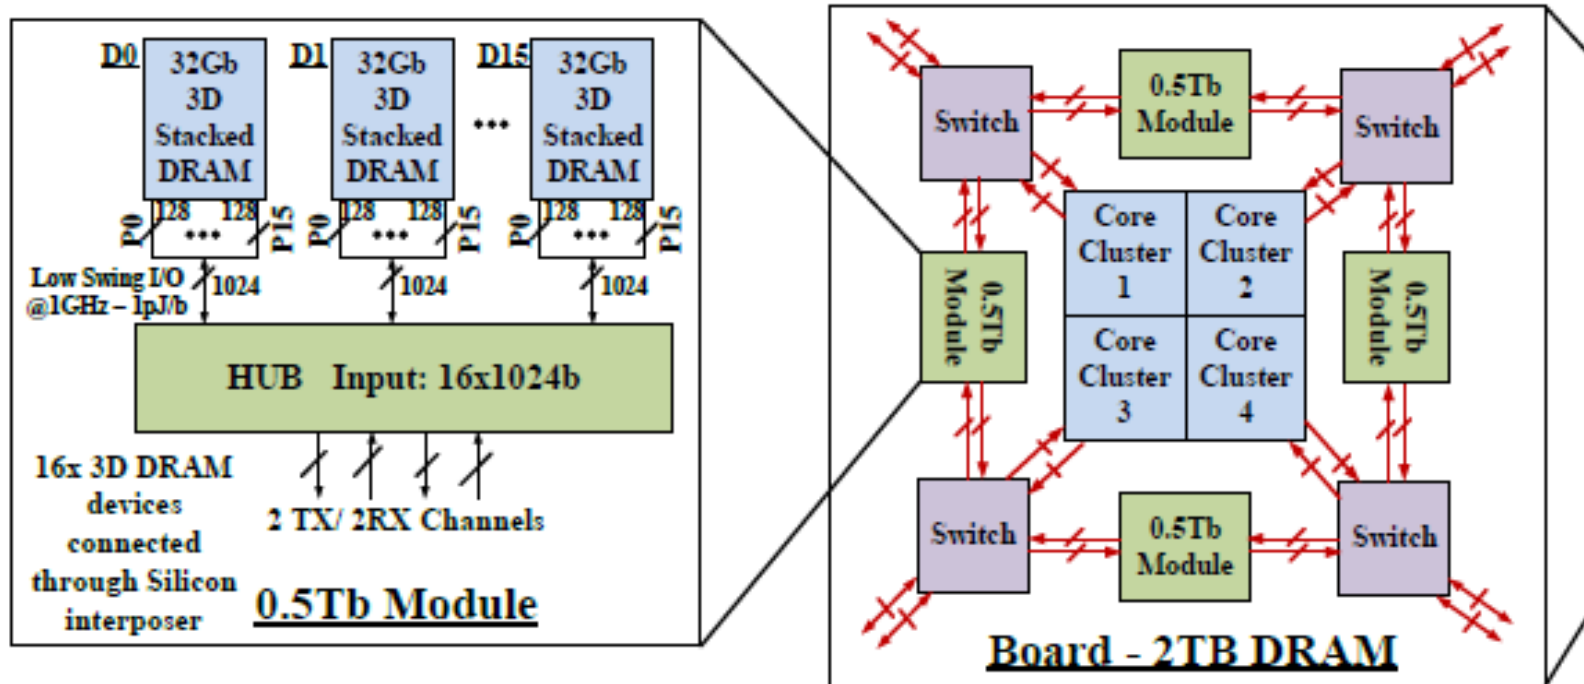 D0
32Gb
3D
Stacked
DRAM
D1
32Gb
3D
Stacked
DRAM
•••
D15
32Gb
3D
Stacked
DRAM
P0
128
128
•••
P15
P0
128
128
•••
P15
P0
128
128
•••
P15
Low Swing I/O
@1GHz – 1pJ/b
1024
1024
1024
HUB Input: 16x1024b
16x 3D DRAM
devices
connected
through Silicon
interposer
2 TX/ 2RX Channels
0.5Tb Module
Switch
0.5Tb
Module
Switch
0.5Tb
Module
Core
Cluster
1
Core
Cluster
2
Core
Cluster
3
Core
Cluster
4
0.5Tb
Module
Switch
0.5Tb
Module
Switch
Board - 2TB DRAM